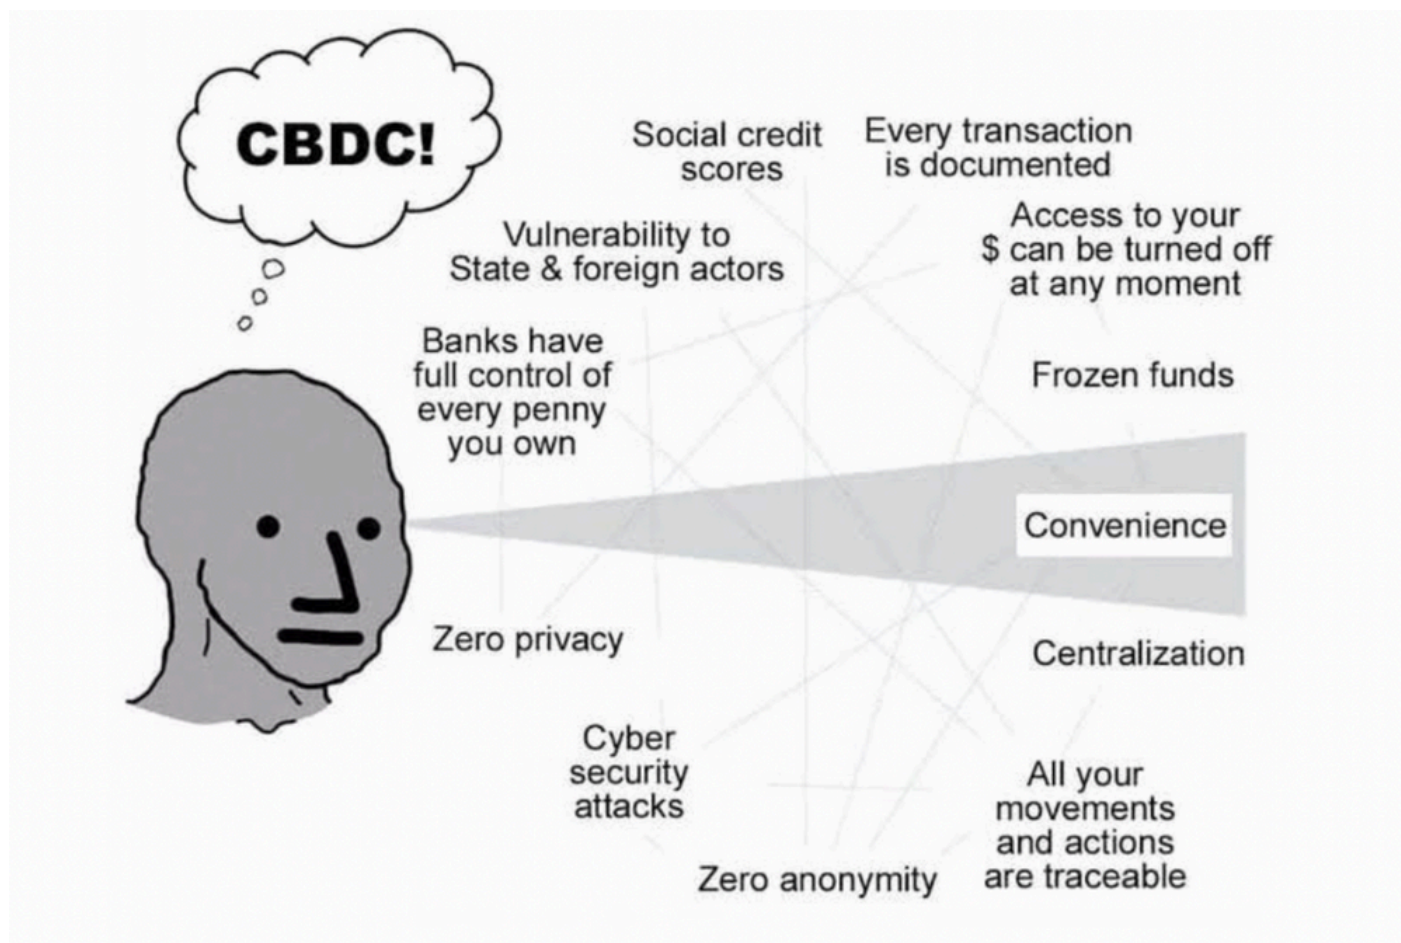 CBDC!
Social credit
scores
Every transaction
is documented
Vulnerability to
State & foreign actors
Access to your
$ can be turned off
at any moment
Banks have
full control of
every penny
you own
Frozen funds
Convenience
Zero privacy
Centralization
Cyber
security
attacks
All your
movements
and actions
are traceable
Zero anonymity